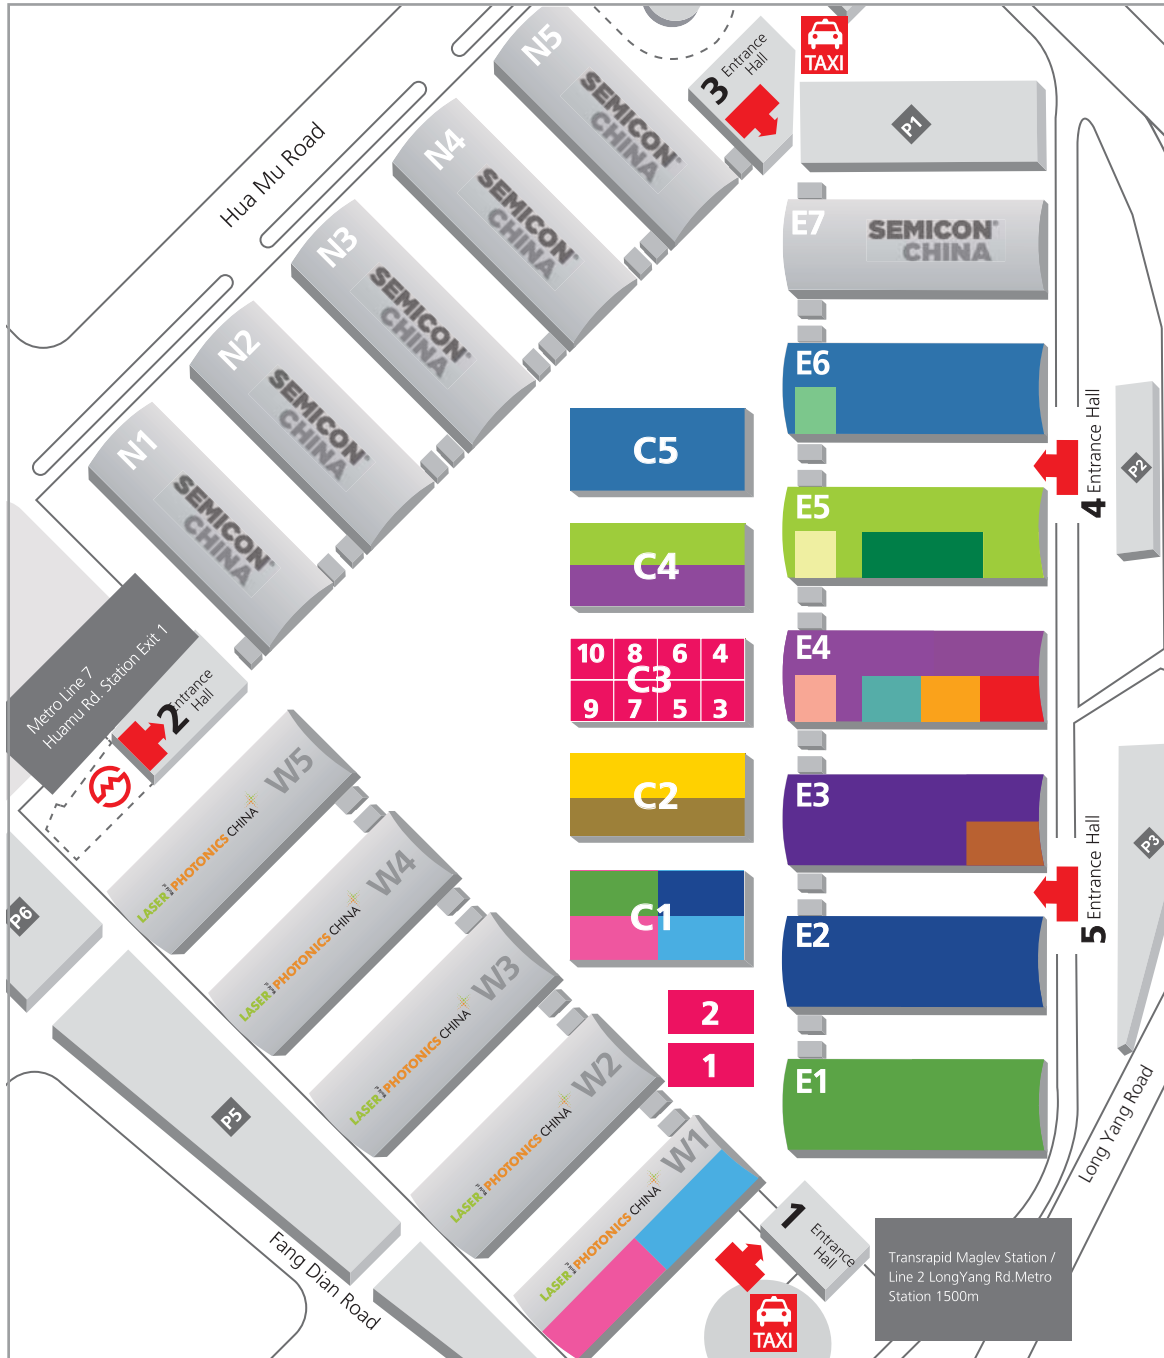 N5
SEMICON®
CHINA
3 Entrance
Hall
TAXI
P1
Hua Mu Road
N4
SEMICON®
CHINA
E7
SEMICON®
CHINA
N3
SEMICON®
CHINA
N2
SEMICON®
CHINA
E6
N1
SEMICON®
CHINA
C5
4 Entrance Hall
P2
E5
C4
Metro Line 7
Huamu Rd. Station Exit 1
2 Entrance
Hall
E4
10 8 6 4
C3
9 7 5 3
W5
LASER
PHOTONICS CHINA
C2
E3
5 Entrance Hall
P3
W4
LASER
PHOTONICS CHINA
P6
C1
E2
W3
LASER
PHOTONICS CHINA
2
1
W2
LASER
PHOTONICS CHINA
E1
P5
Long Yang Road
W1
LASER
PHOTONICS CHINA
1 Entrance
Hall
Fang Dian Road
Transrapid Maglev Station /
Line 2 LongYang Rd.Metro
Station 1500m
TAXI